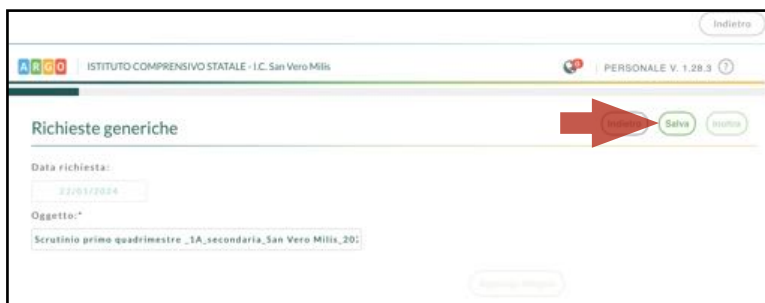 Indietro
ARGO ISTITUTO COMPRENSIVO STATALE - I.C. San Vero Milis PERSONALE V. 1.28.3 ?
Richieste generiche Indietro Salva Inoltra
Data richiesta:
22/01/2024
Oggetto:*
Scrutinio primo quadrimestre _1A_secondaria_San Vero Milis_202